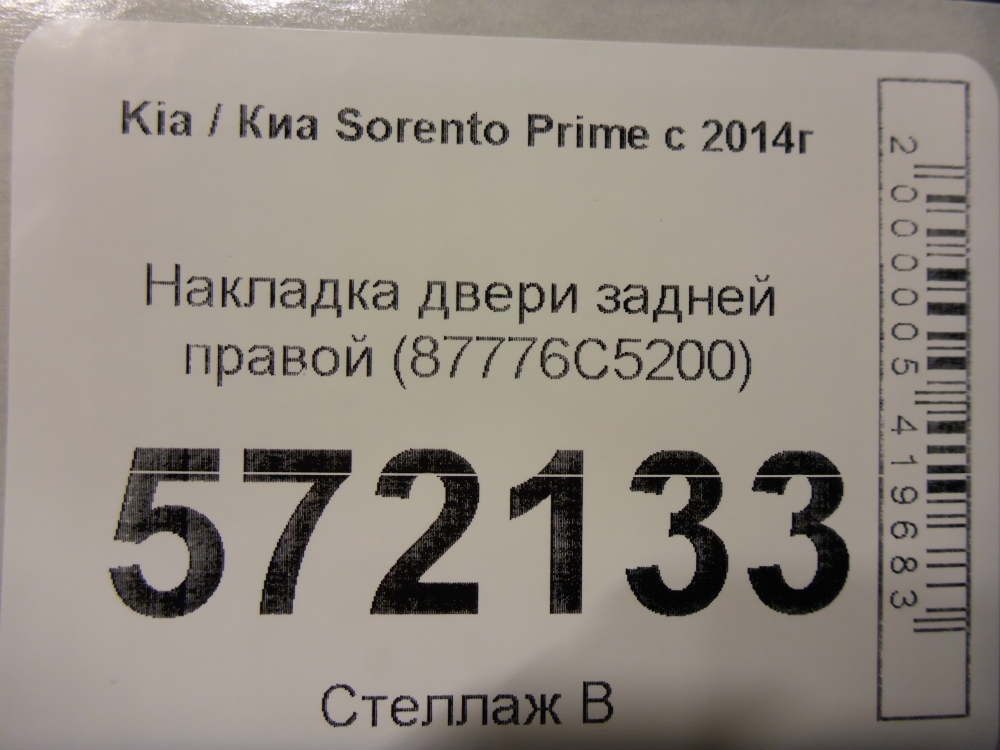 Kia / Киа Sorento Prime с 2014г
Накладка двери задней
правой (87776C5200)
572133
Стеллаж В
2000005419683